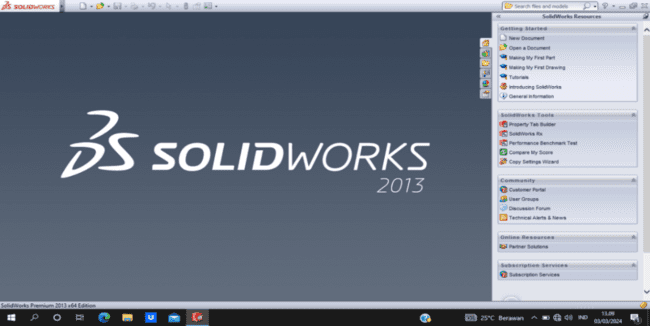 SOLIDWORKS
Search files and models
SolidWorks Resources
Getting Started
New Document
Open a Document
Making My First Part
Making My First Drawing
Tutorials
Introducing SolidWorks
General Information
SolidWorks Tools
Property Tab Builder
SolidWorks Rx
Performance Benchmark Test
Compare My Score
Copy Settings Wizard
Community
Customer Portal
User Groups
Discussion Forum
Technical Alerts & News
Online Resources
Partner Solutions
Subscription Services
Subscription Services
SOLIDWORKS
2013
SolidWorks Premium 2013 x64 Edition
25°C Berawan
IND
13.09
03/03/2024